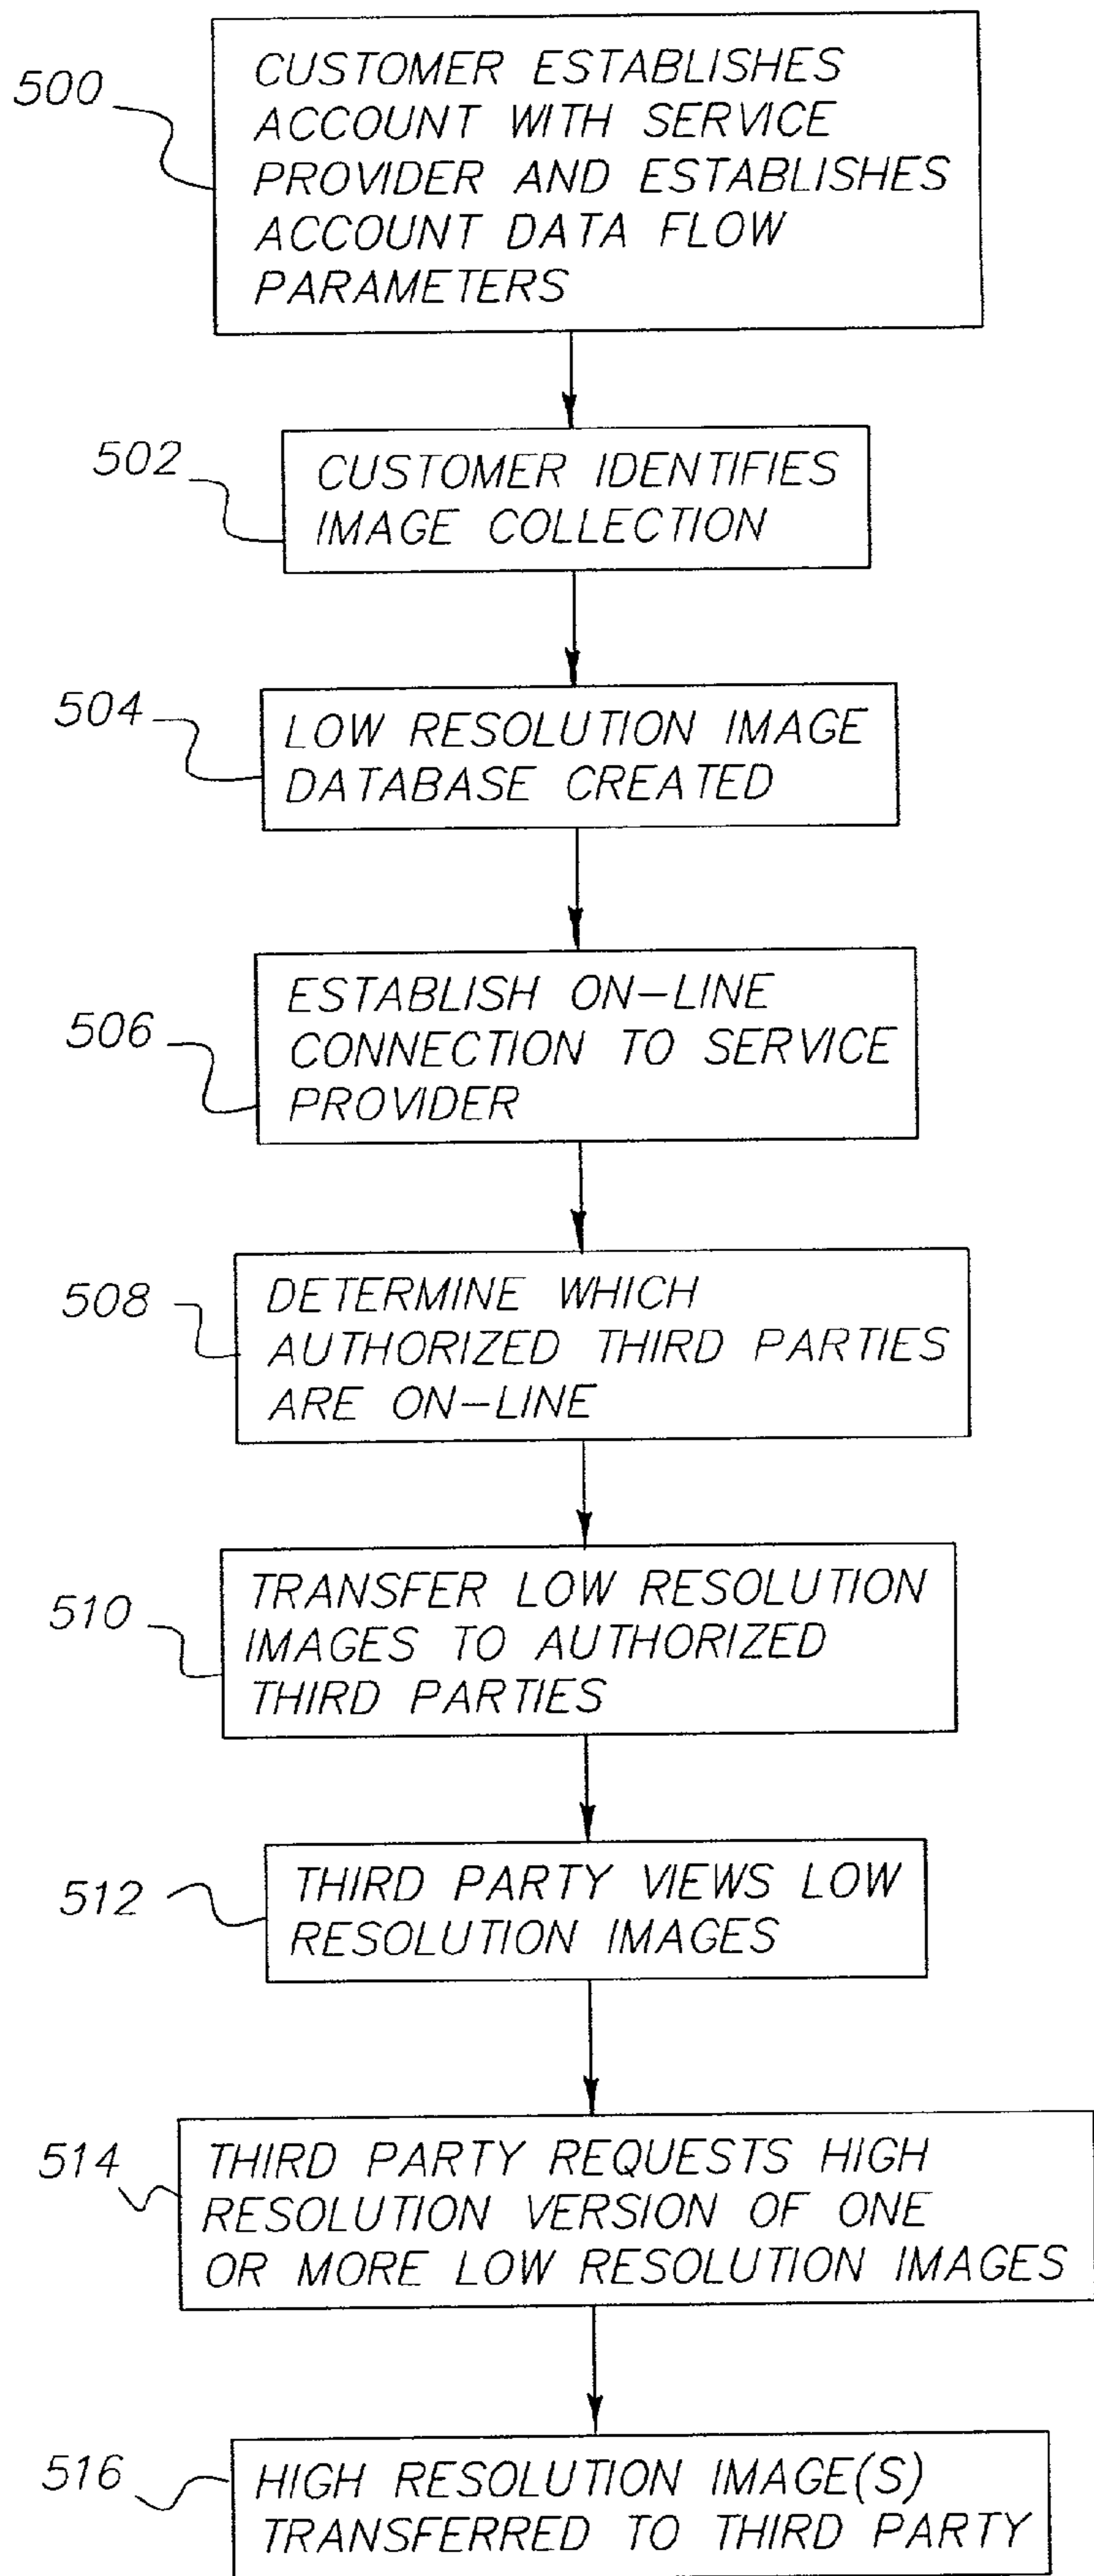 500
CUSTOMER ESTABLISHES
ACCOUNT WITH SERVICE
PROVIDER AND ESTABLISHES
ACCOUNT DATA FLOW
PARAMETERS
502
CUSTOMER IDENTIFIES
IMAGE COLLECTION
504
LOW RESOLUTION IMAGE
DATABASE CREATED
506
ESTABLISH ON-LINE
CONNECTION TO SERVICE
PROVIDER
508
DETERMINE WHICH
AUTHORIZED THIRD PARTIES
ARE ON-LINE
510
TRANSFER LOW RESOLUTION
IMAGES TO AUTHORIZED
THIRD PARTIES
512
THIRD PARTY VIEWS LOW
RESOLUTION IMAGES
514
THIRD PARTY REQUESTS HIGH
RESOLUTION VERSION OF ONE
OR MORE LOW RESOLUTION IMAGES
516
HIGH RESOLUTION IMAGE(S)
TRANSFERRED TO THIRD PARTY